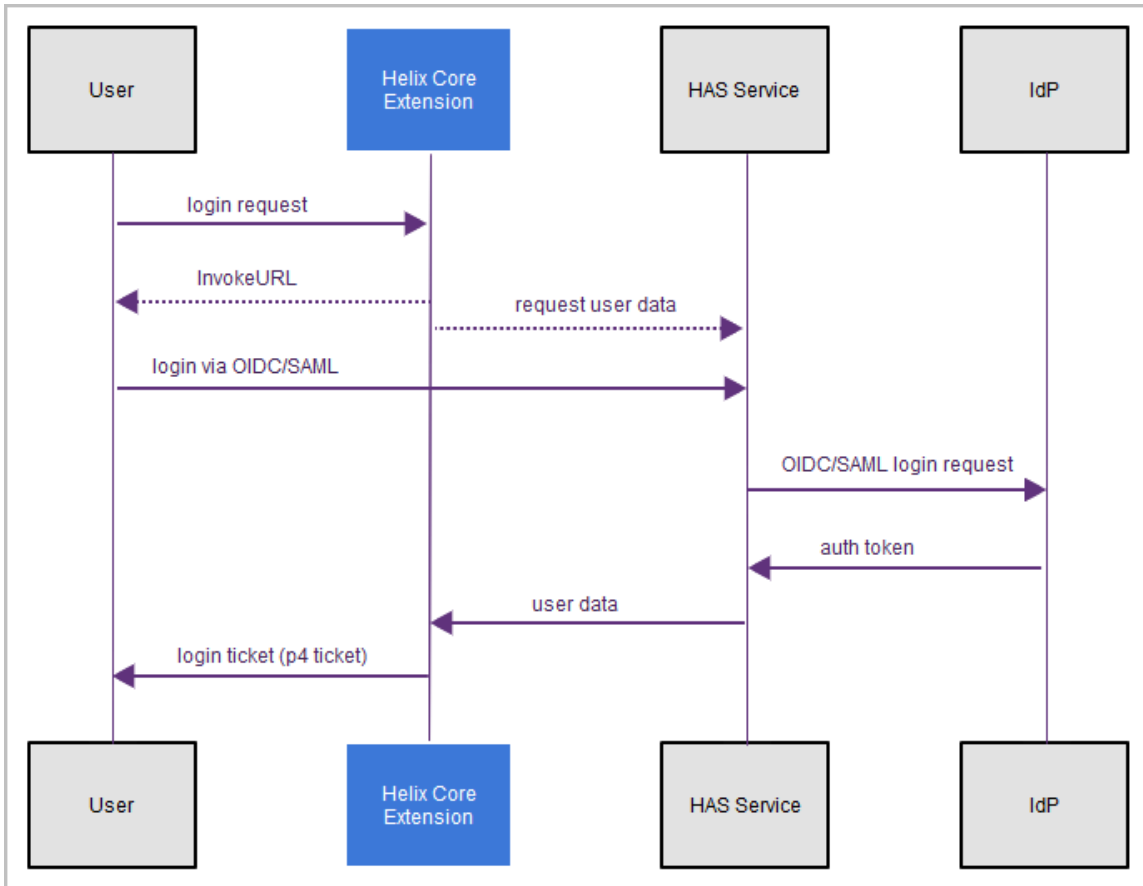 User
Helix Core
Extension
HAS Service
IdP
login request
InvokeURL
request user data
login via OIDC/SAML
OIDC/SAML login request
auth token
user data
login ticket (p4 ticket)
User
Helix Core
Extension
HAS Service
IdP